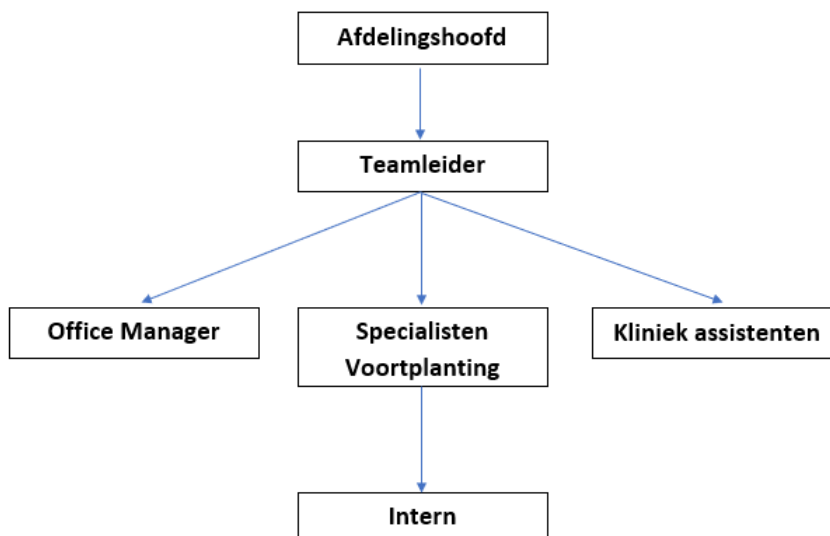 Afdelingshoofd
Teamleider
Office Manager
Specialisten
Voortplanting
Kliniek assistenten
Intern